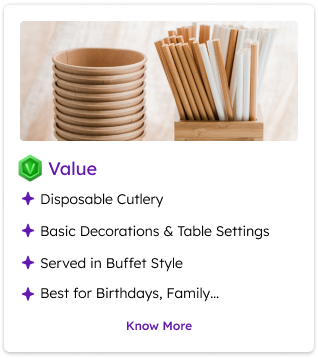 V
Value
Disposable Cutlery
Basic Decorations & Table Settings
Served in Buffet Style
Best for Birthdays, Family...
Know More